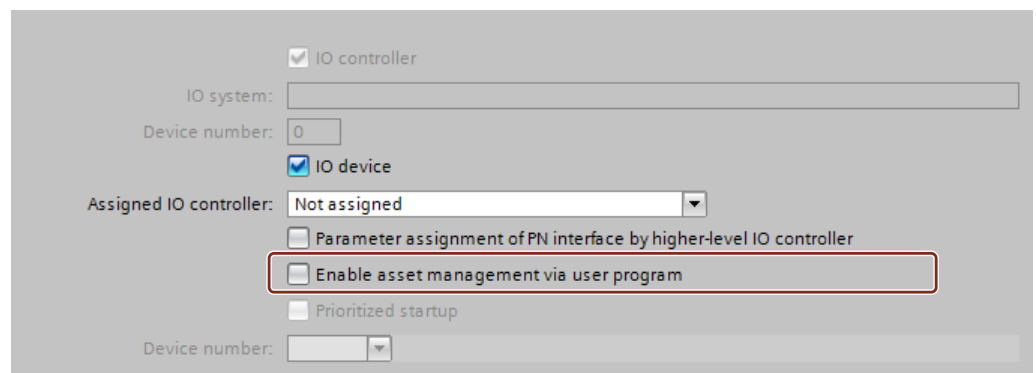 IO controller
IO system:
Device number: 0
IO device
Assigned IO controller: Not assigned
Parameter assignment of PN interface by higher-level IO controller
Enable asset management via user program
Prioritized startup
Device number: